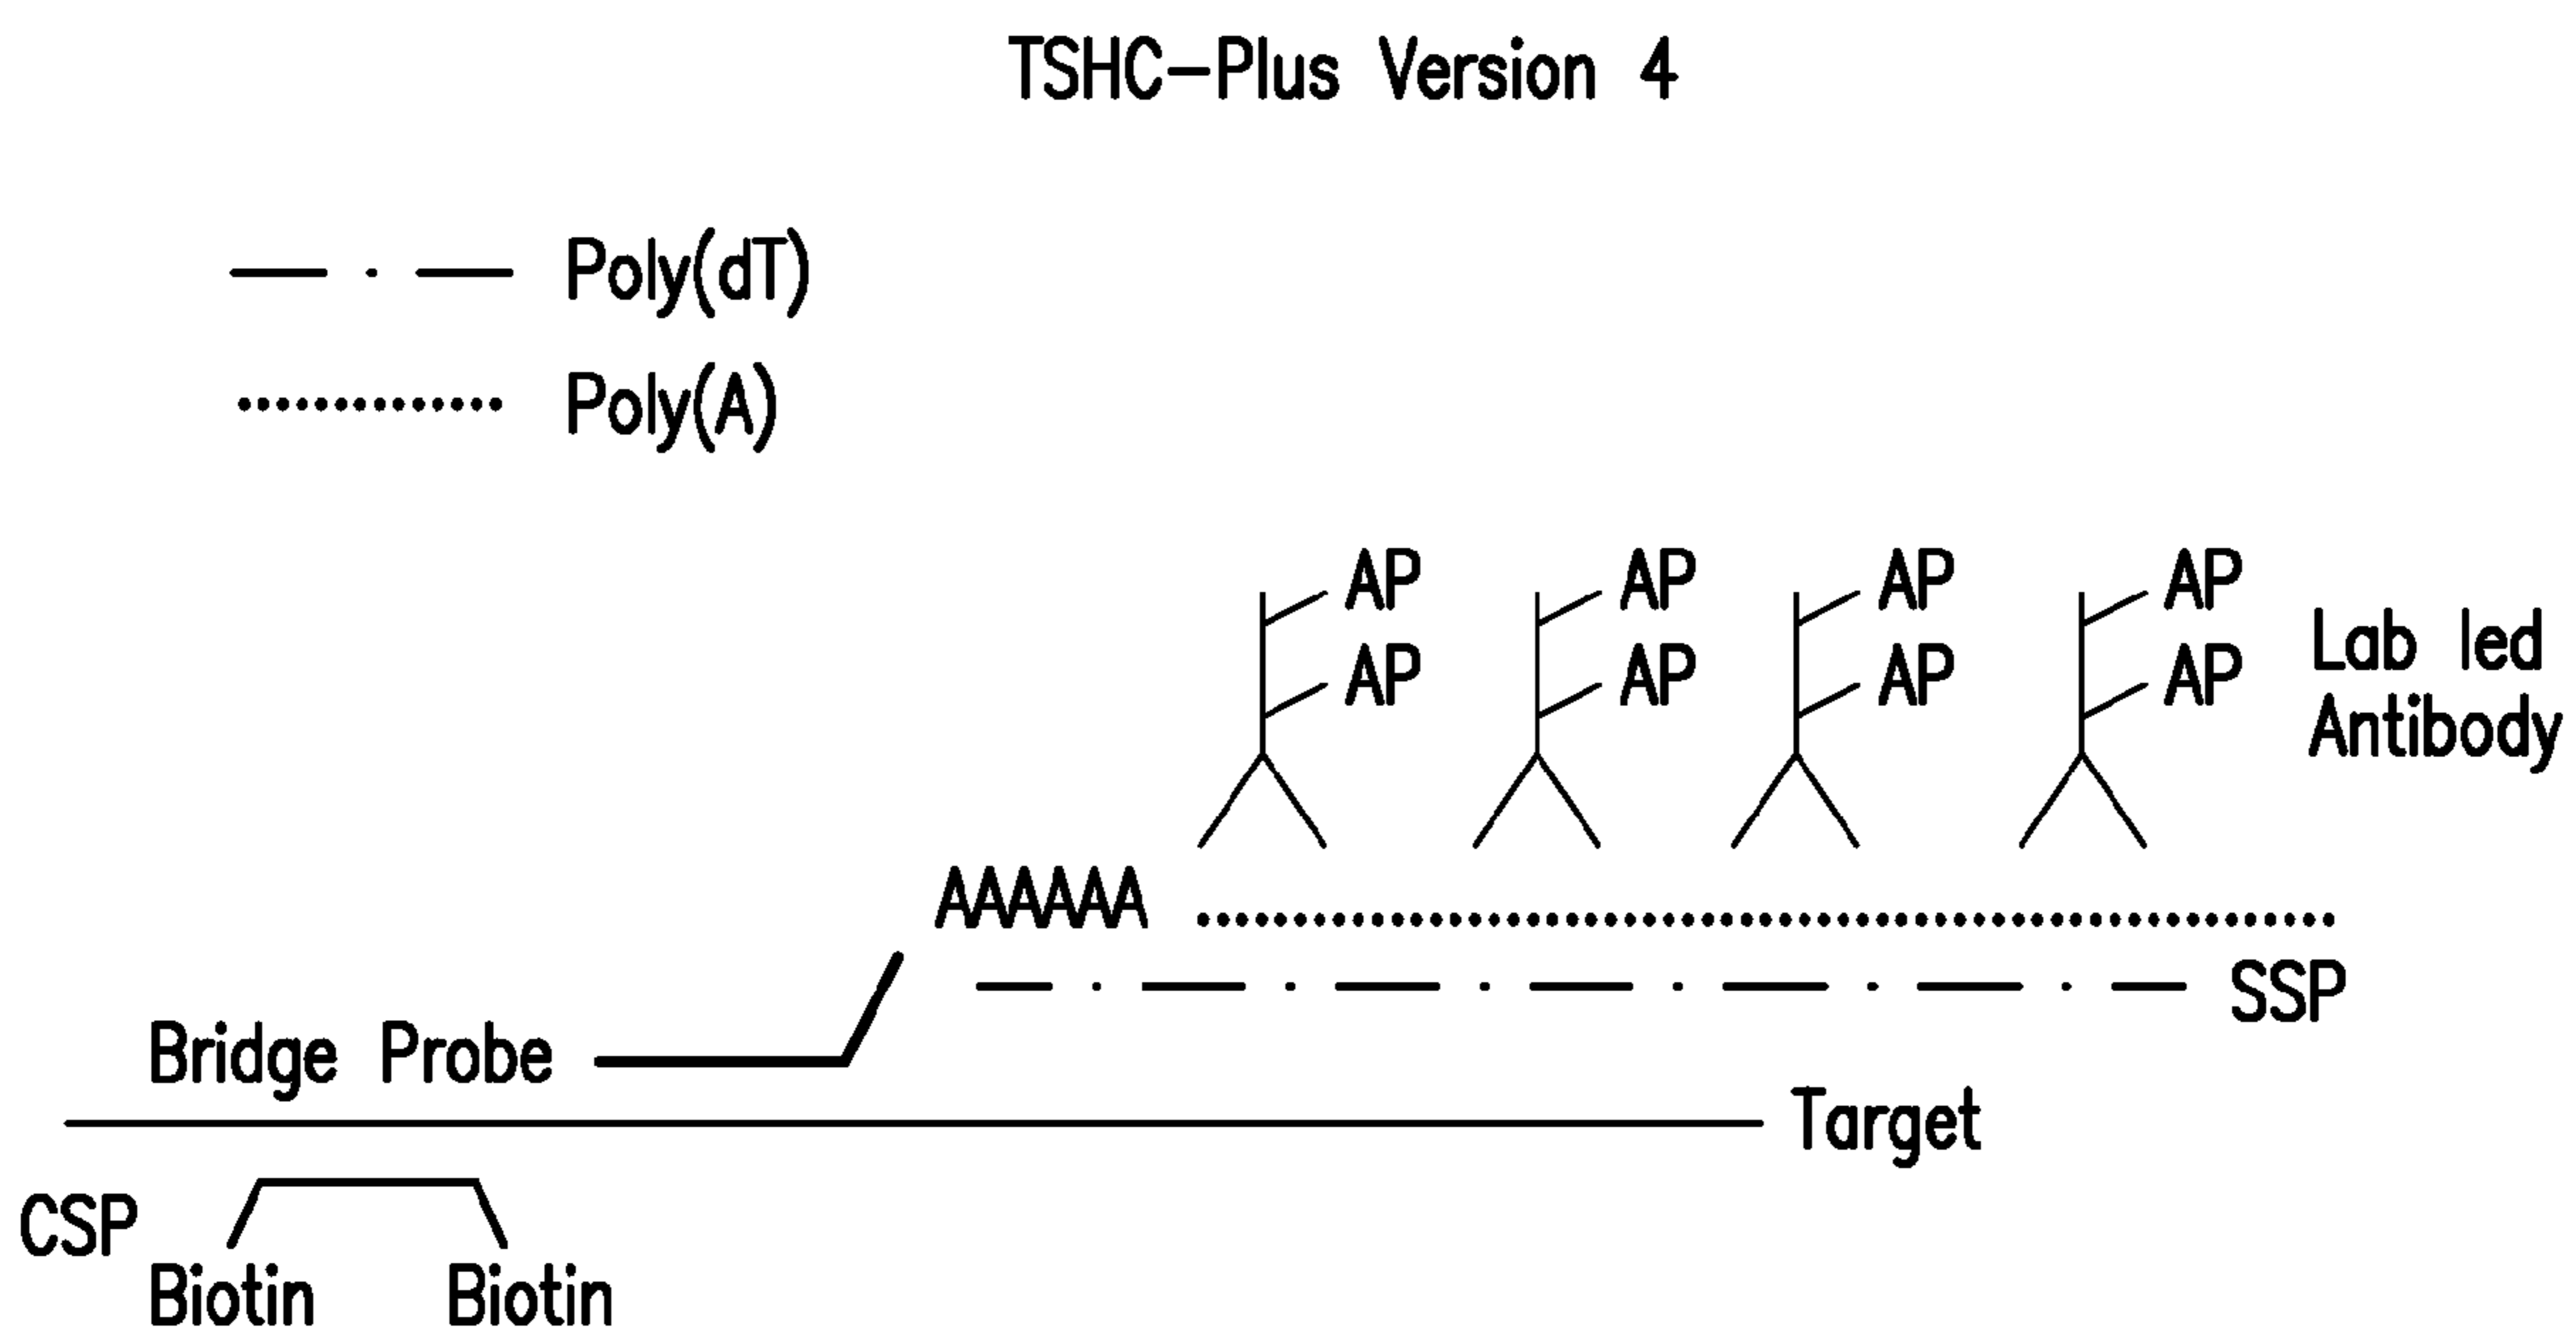 TSHC-Plus Version 4
Poly(dT)
Poly(A)
AP AP AP AP
AP AP AP AP
Lab led
Antibody
AAAAAA
SSP
Bridge Probe
Target
CSP
Biotin Biotin